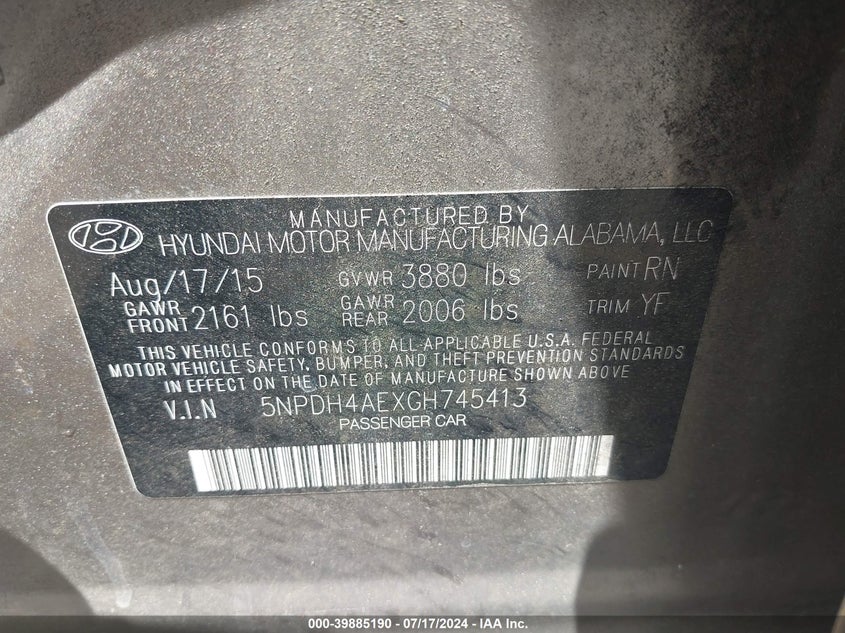 MANUFACTURED BY
HYUNDAI MOTOR MANUFACTURING ALABAMA, LLC
Aug/17/15 GVWR 3880 lbs PAINT RN
GAWR FRONT 2161 lbs GAWR REAR 2006 lbs TRIM YF
THIS VEHICLE CONFORMS TO ALL APPLICABLE U.S.A. FEDERAL
MOTOR VEHICLE SAFETY, BUMPER, AND THEFT PREVENTION STANDARDS
IN EFFECT ON THE DATE OF MANUFACTURE SHOWN ABOVE
V.I.N 5NPDH4AEXGH745413
PASSENGER CAR
000-39885190 - 07/17/2024 - IAA Inc.